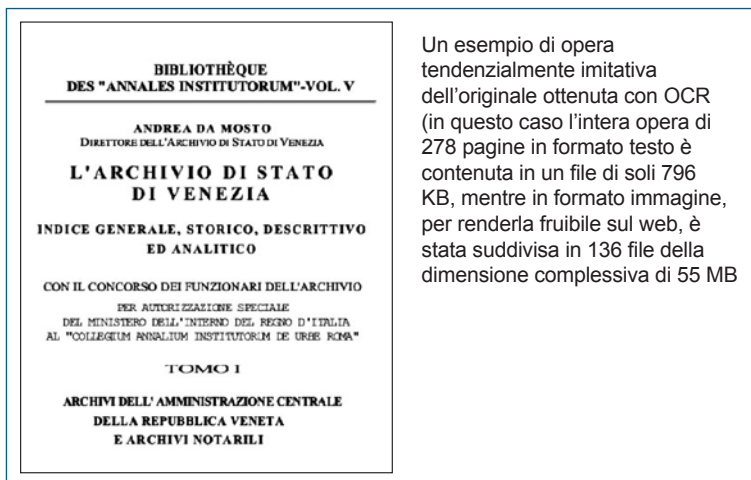 BIBLIOTHÈQUE
DES "ANNALES INSTITUTORUM"-VOL. V
ANDREA DA MOSTO
DIRETTORE DELL'ARCHIVIO DI STATO DI VENEZIA
L'ARCHIVIO DI STATO
DI VENEZIA
INDICE GENERALE, STORICO, DESCRITTIVO
ED ANALITICO
CON IL CONCORSO DEI FUNZIONARI DELL'ARCHIVIO
PER AUTORIZZAZIONE SPECIALE
DEL MINISTERO DELL'INTERNO DEL REGNO D'ITALIA
AL "COLLEGIUM ANNALIUM INSTITUTORUM DE URBE ROMA"
TOMO I
ARCHIVI DELL' AMMINISTRAZIONE CENTRALE
DELLA REPUBBLICA VENETA
E ARCHIVI NOTARILI
Un esempio di opera
tendenzialmente imitativa
dell'originale ottenuta con OCR
(in questo caso l'intera opera di
278 pagine in formato testo è
contenuta in un file di soli 796
KB, mentre in formato immagine,
per renderla fruibile sul web, è
stata suddivisa in 136 file della
dimensione complessiva di 55 MB